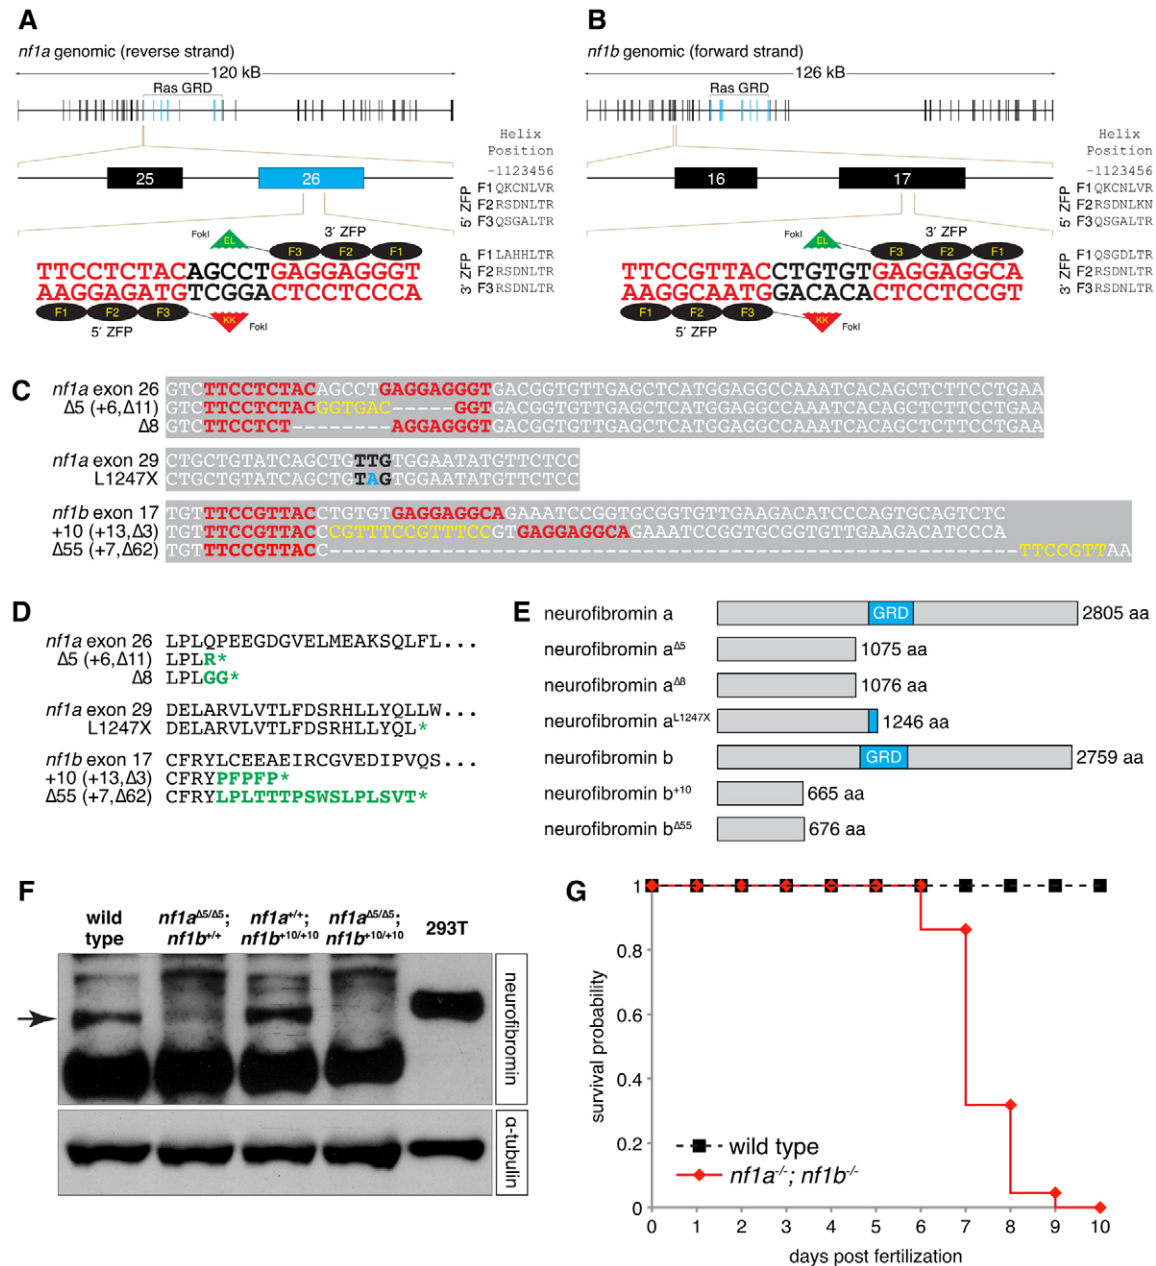 A
nf1a genomic (reverse strand)
120 kB
Ras GRD
Helix
Position
-1123456
25
26
5′ ZFP
F1 QKCNLVR
F2 RSDNLTR
F3 QSGALTR
FokI
EL
3′ ZFP
F3
F2
F1
TTCCTCTACAGCCTGAGGAGGGT
AAGGAGATGTCGGACTCCTCCCA
F1
F2
F3
KK
FokI
5′ ZFP
3′ ZFP
F1 LAHHLTR
F2 RSDNLTR
F3 RSDNLTR
B
nf1b genomic (forward strand)
126 kB
Ras GRD
Helix
Position
-1123456
16
17
5′ ZFP
F1 QKCNLVR
F2 RSDNLKN
F3 QSGALTR
FokI
EL
3′ ZFP
F3
F2
F1
TTCCGTTACCTGTGTGAGGAGGCA
AAGGCAATGGACACACTCCTCCGT
F1
F2
F3
KK
FokI
5′ ZFP
3′ ZFP
F1 QSGDLTR
F2 RSDNLTR
F3 RSDNLTR
C
nf1a exon 26 GTCTTCCTCTACAGCCTGAGGAGGGTGACGGTGTTGAGCTCATGGAGGCCAAATCACAGCTCTTCCTGAA
Δ5 (+6,Δ11) GTCTTCCTCTACGGTGAC-----GGTGACGGTGTTGAGCTCATGGAGGCCAAATCACAGCTCTTCCTGAA
Δ8 GTCTTCCTCT--------AGGAGGGTGACGGTGTTGAGCTCATGGAGGCCAAATCACAGCTCTTCCTGAA
nf1a exon 29 CTGCTGTATCAGCTGTTGTGGAATATGTTCTCC
L1247X CTGCTGTATCAGCTGTAGTGGAATATGTTCTCC
nf1b exon 17 TGTTTCCGTTACCTGTGTGAGGAGGCAGAAATCCGGTGCGGTGTTGAAGACATCCCAGTGCAGTCTC
+10 (+13,Δ3) TGTTTCCGTTACCCGTTTCCGTTTCCGTGAGGAGGCAGAAATCCGGTGCGGTGTTGAAGACATCCCA
Δ55 (+7,Δ62) TGTTTCCGTTACC-------------------------------------------------------TTCCGTTAA
D
nf1a exon 26 LPLQPEEGDGVELMEAKSQLFL...
Δ5 (+6,Δ11) LPLR*
Δ8 LPLGG*
nf1a exon 29 DELARVLVTLFDSRHLLYQLLW...
L1247X DELARVLVTLFDSRHLLYQL*
nf1b exon 17 CFRYLCEEAEIRCGVEDIPVQS...
+10 (+13,Δ3) CFRYPFPFP*
Δ55 (+7,Δ62) CFRYLPLTTTPSWSLPLSVT*
E
neurofibromin a GRD 2805 aa
neurofibromin aΔ5 1075 aa
neurofibromin aΔ8 1076 aa
neurofibromin aL1247X 1246 aa
neurofibromin b GRD 2759 aa
neurofibromin b+10 665 aa
neurofibromin bΔ55 676 aa
F
wild type
nf1aΔ5/Δ5; nf1b+/+
nf1a+/+; nf1b+10/+10
nf1aΔ5/Δ5; nf1b+10/+10
293T
neurofibromin
α-tubulin
G
survival probability
1
0.8
0.6
0.4
0.2
0
wild type
nf1a-/-; nf1b-/-
0 1 2 3 4 5 6 7 8 9 10
days post fertilization